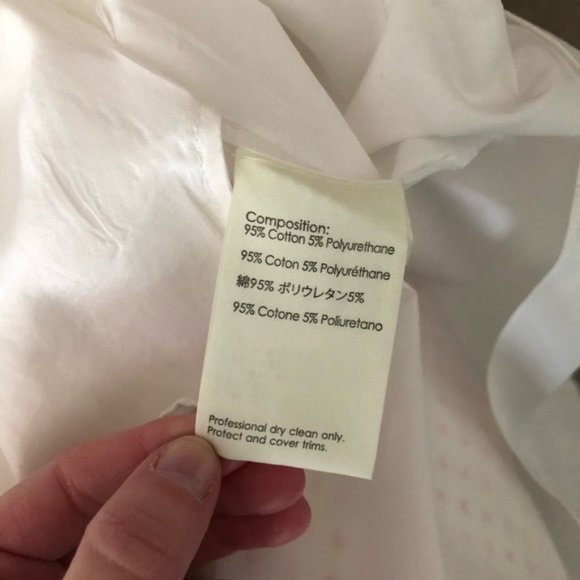 Composition:
95% Cotton 5% Polyurethane
95% Coton 5% Polyuréthane
綿95% ポリウレタン5%
95% Cotone 5% Poliuretano
Professional dry clean only.
Protect and cover trims.